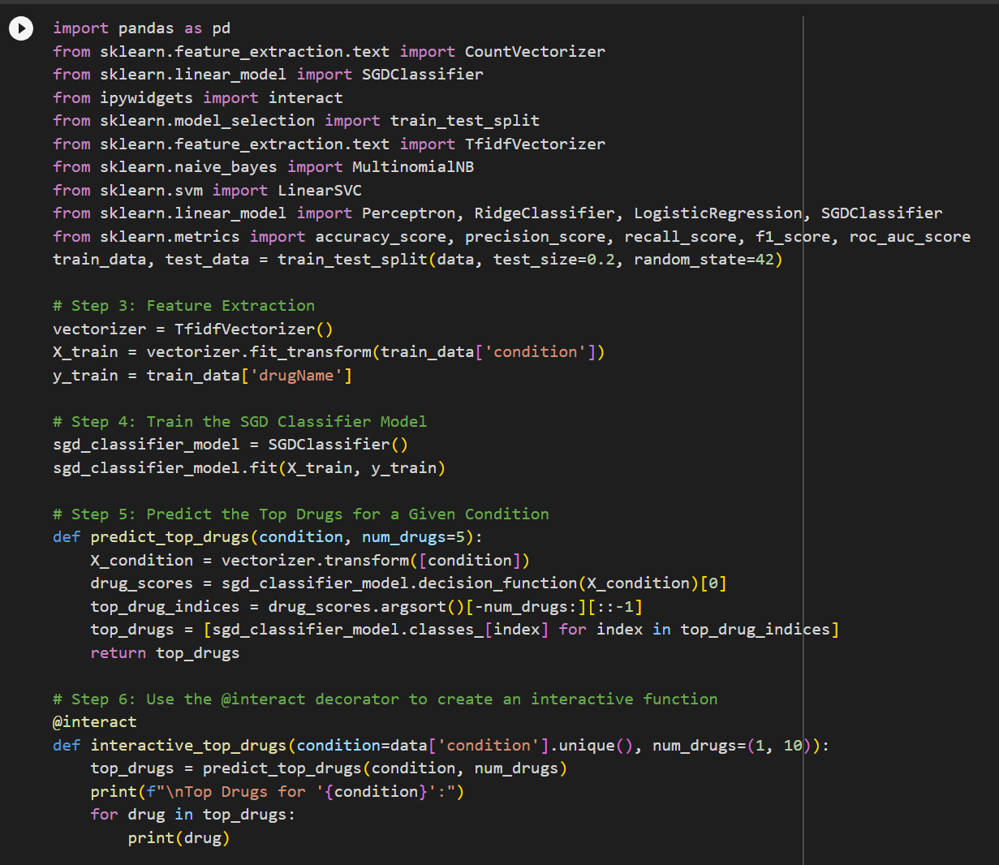 import pandas as pd
from sklearn.feature_extraction.text import CountVectorizer
from sklearn.linear_model import SGDClassifier
from ipywidgets import interact
from sklearn.model_selection import train_test_split
from sklearn.feature_extraction.text import TfidfVectorizer
from sklearn.naive_bayes import MultinomialNB
from sklearn.svm import LinearSVC
from sklearn.linear_model import Perceptron, RidgeClassifier, LogisticRegression, SGDClassifier
from sklearn.metrics import accuracy_score, precision_score, recall_score, f1_score, roc_auc_score
train_data, test_data = train_test_split(data, test_size=0.2, random_state=42)

# Step 3: Feature Extraction
vectorizer = TfidfVectorizer()
X_train = vectorizer.fit_transform(train_data['condition'])
y_train = train_data['drugName']

# Step 4: Train the SGD Classifier Model
sgd_classifier_model = SGDClassifier()
sgd_classifier_model.fit(X_train, y_train)

# Step 5: Predict the Top Drugs for a Given Condition
def predict_top_drugs(condition, num_drugs=5):
    X_condition = vectorizer.transform([condition])
    drug_scores = sgd_classifier_model.decision_function(X_condition)[0]
    top_drug_indices = drug_scores.argsort()[-num_drugs:][::-1]
    top_drugs = [sgd_classifier_model.classes_[index] for index in top_drug_indices]
    return top_drugs

# Step 6: Use the @interact decorator to create an interactive function
@interact
def interactive_top_drugs(condition=data['condition'].unique(), num_drugs=(1, 10)):
    top_drugs = predict_top_drugs(condition, num_drugs)
    print(f"\nTop Drugs for '{condition}':")
    for drug in top_drugs:
        print(drug)